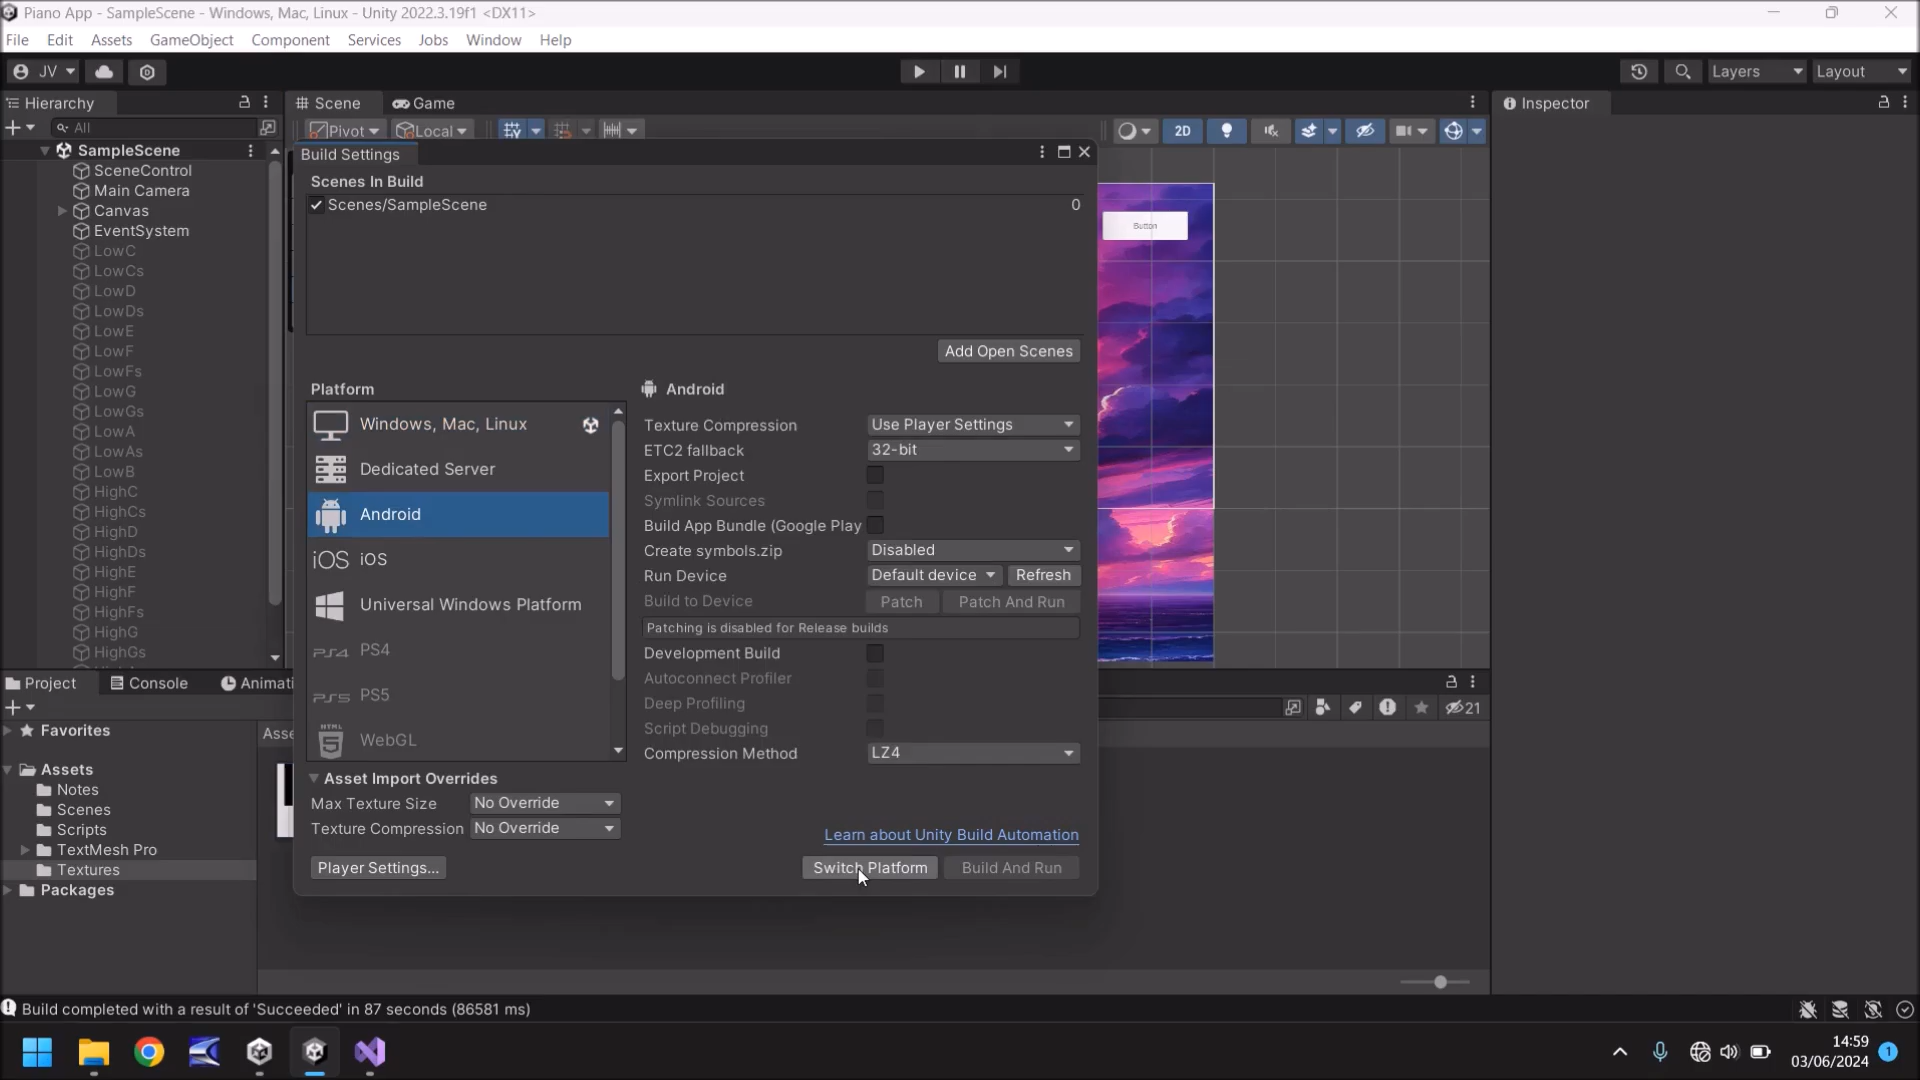 Piano App - SampleScene - Windows, Mac, Linux - Unity 2022.3.19f1 <DX11>
File Edit Assets GameObject Component Services Jobs Window Help
JV Layers Layout
Hierarchy Scene Game Inspector
All Pivot Local 2D
SampleScene
SceneControl
Main Camera
Canvas
EventSystem
LowC
LowCs
LowD
LowDs
LowE
LowF
LowFs
LowG
LowGs
LowA
LowAs
LowB
HighC
HighCs
HighD
HighDs
HighE
HighF
HighFs
HighG
HighGs
Build Settings
Scenes In Build
Scenes/SampleScene 0
Add Open Scenes
Platform
Windows, Mac, Linux
Dedicated Server
Android
iOS iOS
Universal Windows Platform
PS4 PS4
PS5 PS5
HTML 5 WebGL
Android
Texture Compression Use Player Settings
ETC2 fallback 32-bit
Export Project
Symlink Sources
Build App Bundle (Google Play
Create symbols.zip Disabled
Run Device Default device Refresh
Build to Device Patch Patch And Run
Patching is disabled for Release builds
Development Build
Autoconnect Profiler
Deep Profiling
Script Debugging
Compression Method LZ4
Asset Import Overrides
Max Texture Size No Override
Texture Compression No Override
Learn about Unity Build Automation
Player Settings... Switch Platform Build And Run
Button
Project Console Animati
21
Favorites
Asse
Assets
Notes
Scenes
Scripts
TextMesh Pro
Textures
Packages
Build completed with a result of 'Succeeded' in 87 seconds (86581 ms)
14:59
03/06/2024 1